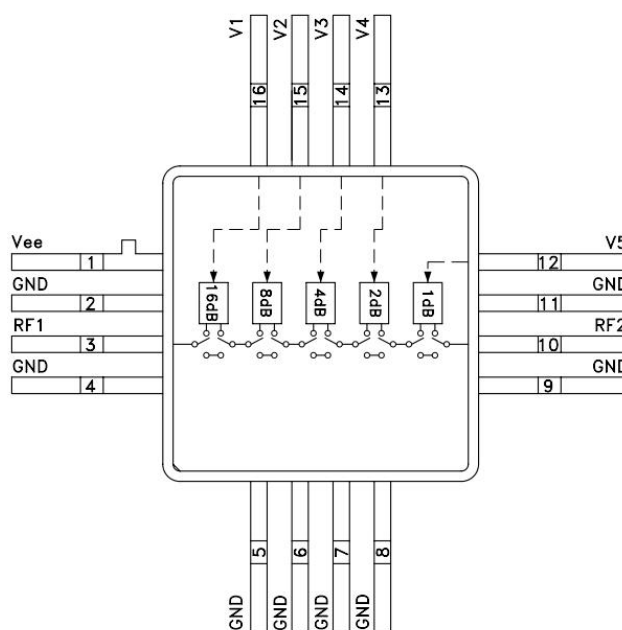 V1
V2
V3
V4
16
15
14
13
Vee
1
GND
2
RF1
3
GND
4
12
V5
11
GND
10
RF2
9
GND
16dB
8dB
4dB
2dB
1dB
5
6
7
8
GND
GND
GND
GND